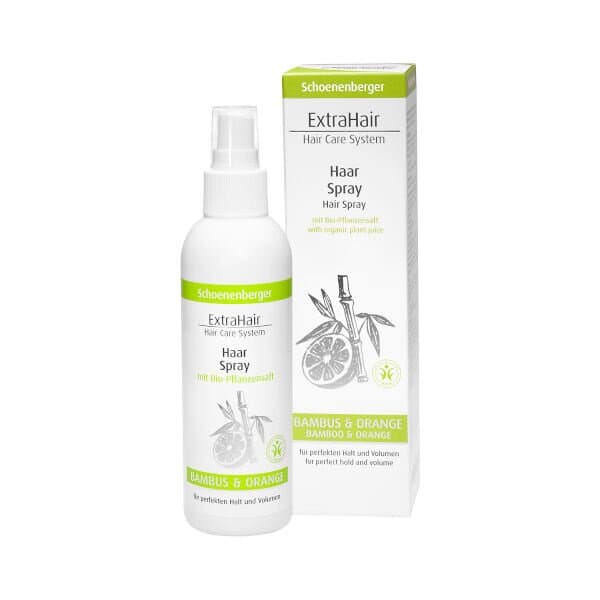 Schoenenberger
ExtraHair
Hair Care System
Haar
Spray
Hair Spray
mit Bio-Pflanzensaft
with organic plant juice
BAMBUS & ORANGE
BAMBOO & ORANGE
für perfekten Halt und Volumen
for perfect hold and volume
Schoenenberger
ExtraHair
Hair Care System
Haar
Spray
mit Bio-Pflanzensaft
BAMBUS & ORANGE
für perfekten Halt und Volumen